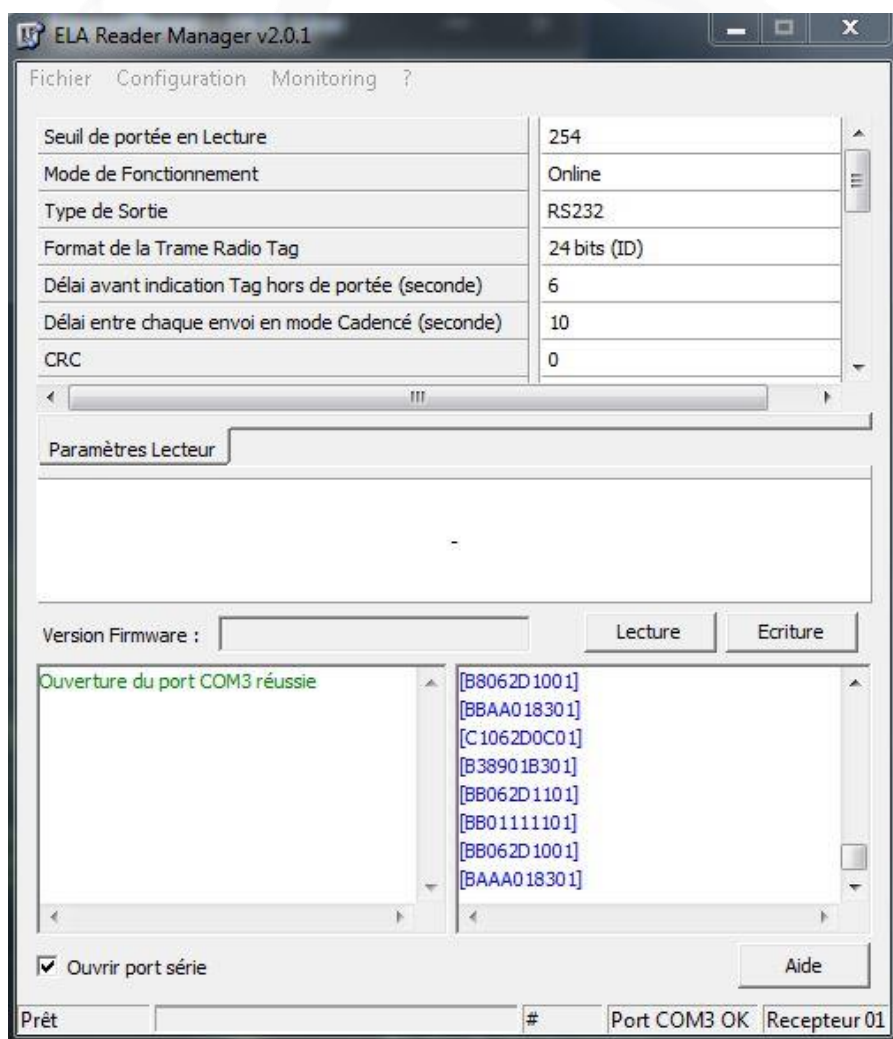 ELA Reader Manager v2.0.1
Fichier Configuration Monitoring ?
Seuil de portée en Lecture 254
Mode de Fonctionnement Online
Type de Sortie RS232
Format de la Trame Radio Tag 24 bits (ID)
Délai avant indication Tag hors de portée (seconde) 6
Délai entre chaque envoi en mode Cadencé (seconde) 10
CRC 0
Paramètres Lecteur
-
Version Firmware : Lecture Ecriture
Ouverture du port COM3 réussie
[B8062D1001]
[BBAA018301]
[C1062D0C01]
[B38901B301]
[BB062D1101]
[BB01111101]
[BB062D1001]
[BAAA018301]
Ouvrir port série Aide
Prêt # Port COM3 OK Recepteur 01